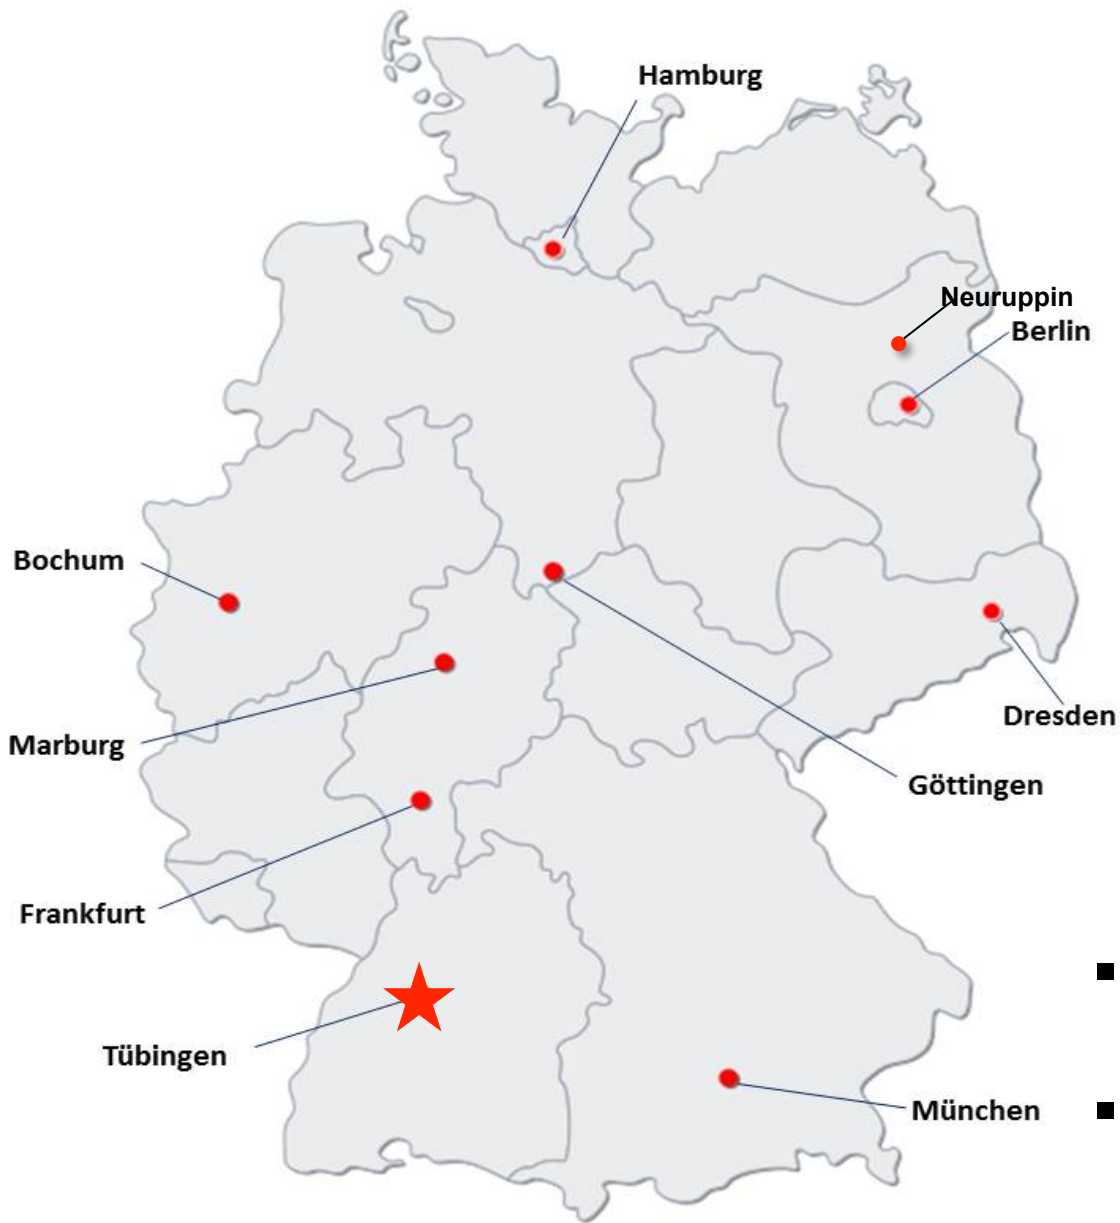 Hamburg
Neuruppin
Berlin
Bochum
Dresden
Marburg
Göttingen
Frankfurt
Tübingen
München